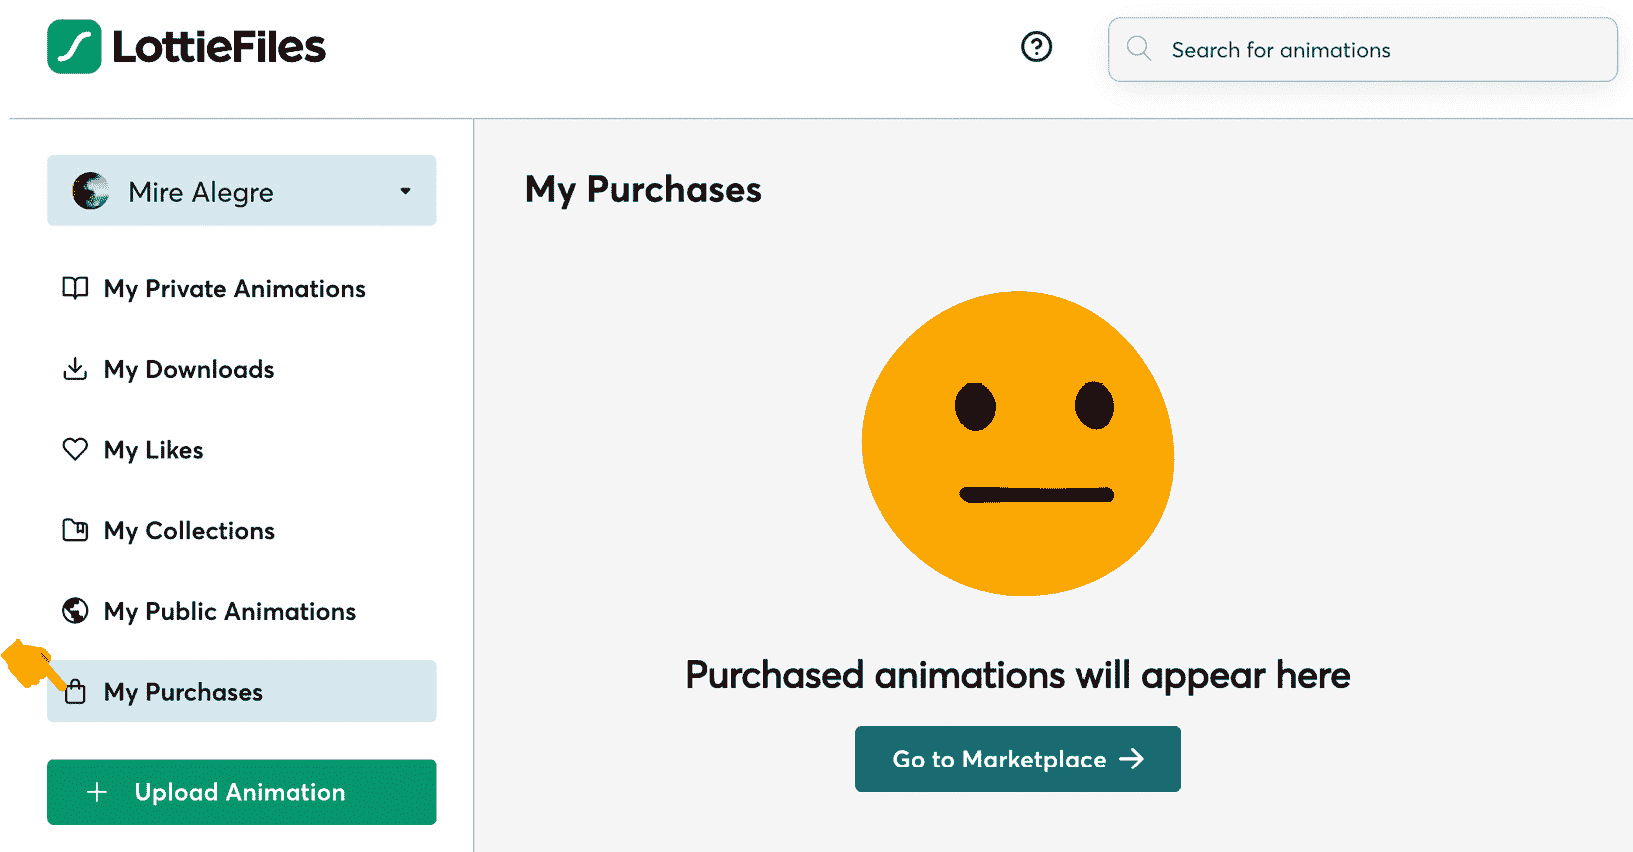 LottieFiles
Search for animations
Mire Alegre
My Private Animations
My Downloads
My Likes
My Collections
My Public Animations
My Purchases
Upload Animation
My Purchases
Purchased animations will appear here
Go to Marketplace